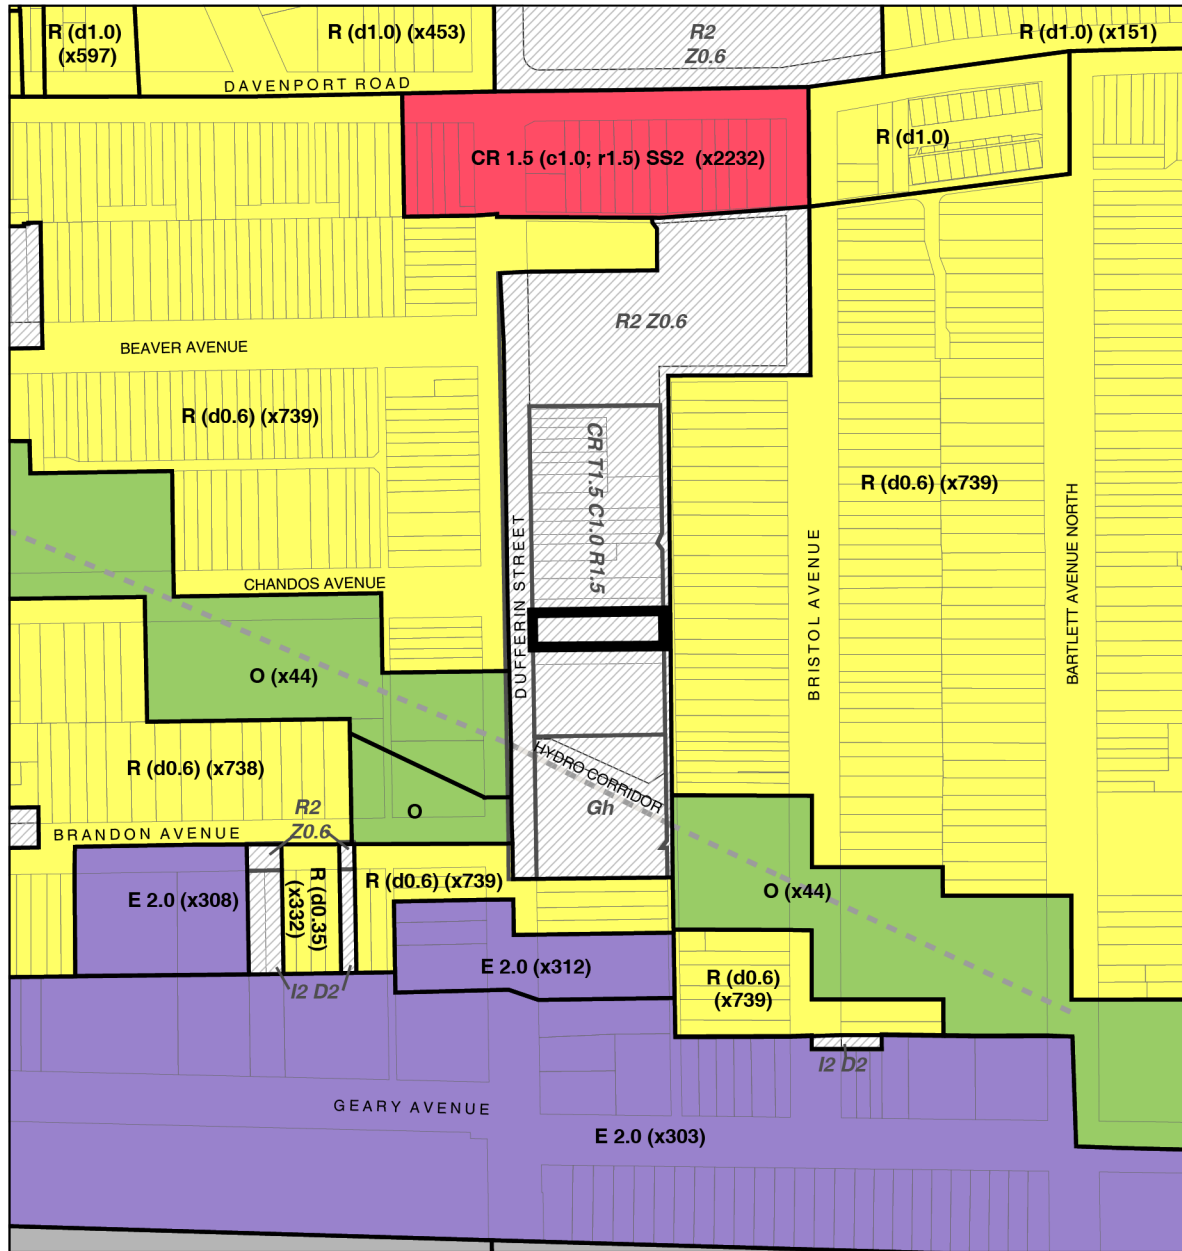 R (d1.0)
(x597)
R (d1.0) (x453)
R2
Z0.6
R (d1.0) (x151)
DAVENPORT ROAD
CR 1.5 (c1.0; r1.5) SS2 (x2232)
R (d1.0)
R2 Z0.6
BEAVER AVENUE
R (d0.6) (x739)
CR T1.5 C1.0 R1.5
R (d0.6) (x739)
DUFFERIN STREET
BRISTOL AVENUE
BARTLETT AVENUE NORTH
CHANDOS AVENUE
O (x44)
R (d0.6) (x738)
HYDRO CORRIDOR
Gh
R2
Z0.6
O
BRANDON AVENUE
R (d0.6) (x739)
E 2.0 (x308)
R (d0.35)
(x332)
O (x44)
E 2.0 (x312)
R (d0.6)
(x739)
I2 D2
I2 D2
GEARY AVENUE
E 2.0 (x303)